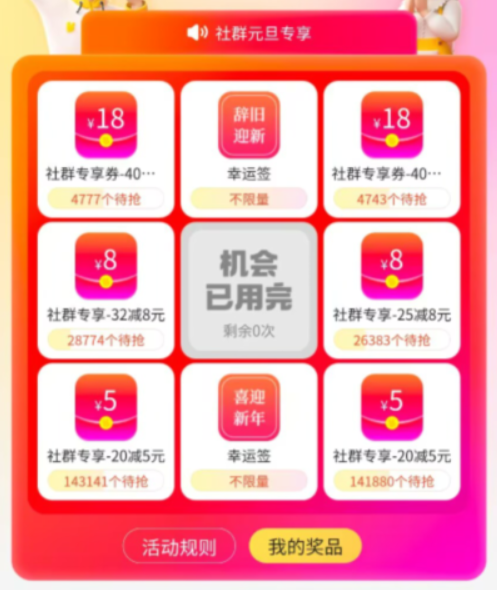 社群元旦专享
¥18
社群专享券-40…
4777个待抢
辞旧
迎新
幸运签
不限量
¥18
社群专享券-40…
4743个待抢
¥8
社群专享-32减8元
28774个待抢
机会
已用完
剩余0次
¥8
社群专享-25减8元
26383个待抢
¥5
社群专享-20减5元
143141个待抢
喜迎
新年
幸运签
不限量
¥5
社群专享-20减5元
141880个待抢
活动规则
我的奖品